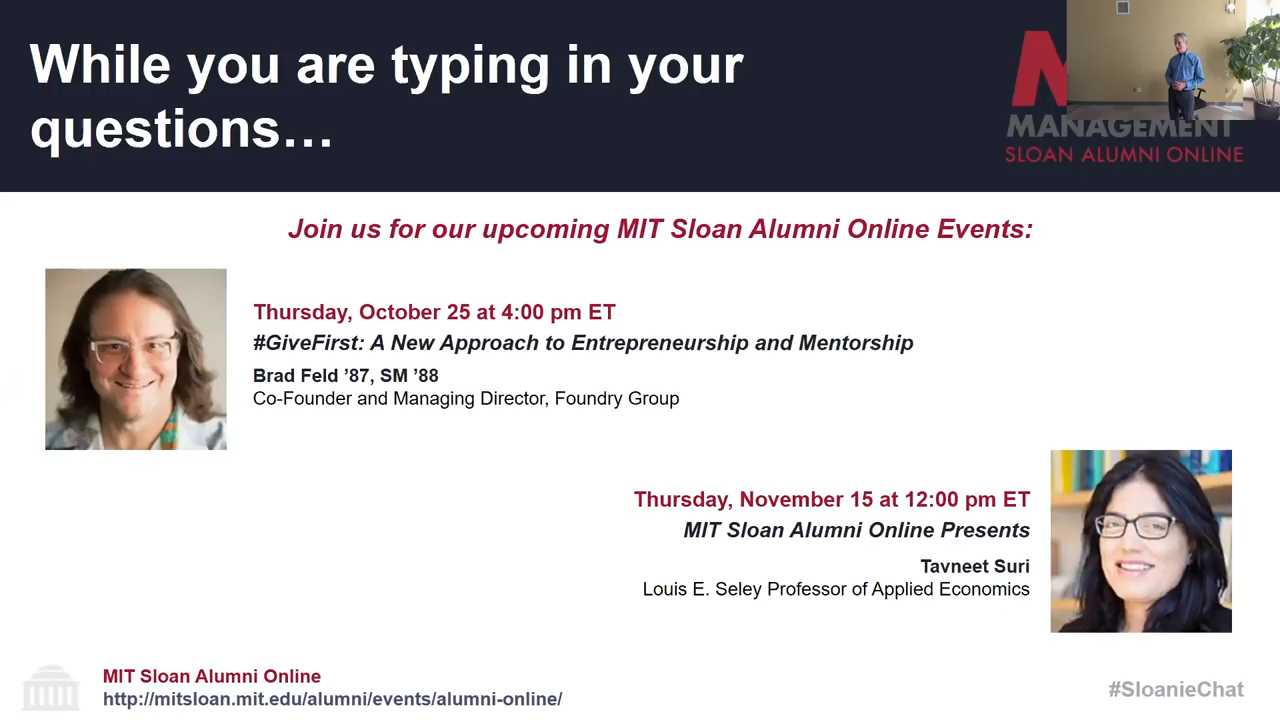 While you are typing in your
questions…
MANAGEMENT
SLOAN ALUMNI ONLINE
Join us for our upcoming MIT Sloan Alumni Online Events:
Thursday, October 25 at 4:00 pm ET
#GiveFirst: A New Approach to Entrepreneurship and Mentorship
Brad Feld ’87, SM ’88
Co-Founder and Managing Director, Foundry Group
Thursday, November 15 at 12:00 pm ET
MIT Sloan Alumni Online Presents
Tavneet Suri
Louis E. Seley Professor of Applied Economics
MIT Sloan Alumni Online
http://mitsloan.mit.edu/alumni/events/alumni-online/
#SloanieChat